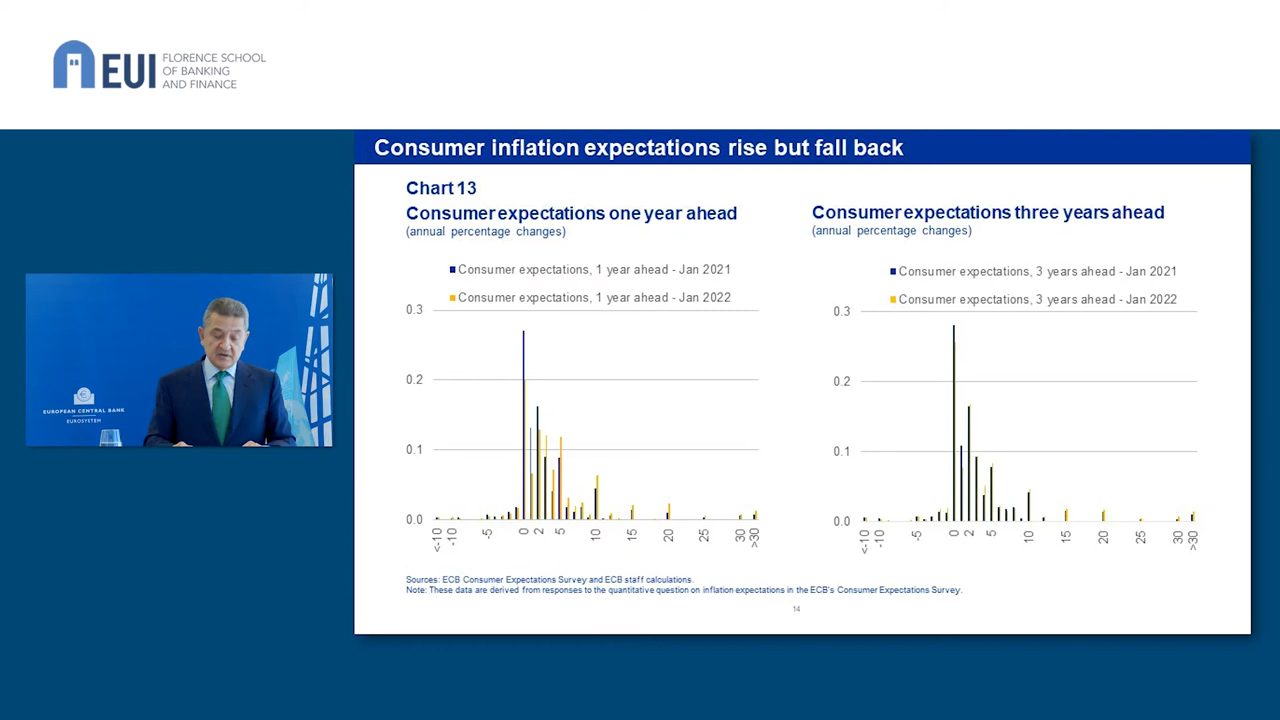 EUI
FLORENCE SCHOOL
OF BANKING
AND FINANCE
Consumer inflation expectations rise but fall back
Chart 13
Consumer expectations one year ahead
(annual percentage changes)
Consumer expectations, 1 year ahead - Jan 2021
Consumer expectations, 1 year ahead - Jan 2022
0.3
0.2
0.1
0.0
<-10
-10
-5
0
2
5
10
15
20
25
30
>30
Consumer expectations three years ahead
(annual percentage changes)
Consumer expectations, 3 years ahead - Jan 2021
Consumer expectations, 3 years ahead - Jan 2022
0.3
0.2
0.1
0.0
<-10
-10
-5
0
2
5
10
15
20
25
30
>30
Sources: ECB Consumer Expectations Survey and ECB staff calculations.
Note: These data are derived from responses to the quantitative question on inflation expectations in the ECB's Consumer Expectations Survey.
14
EUROPEAN CENTRAL BANK
EUROSYSTEM